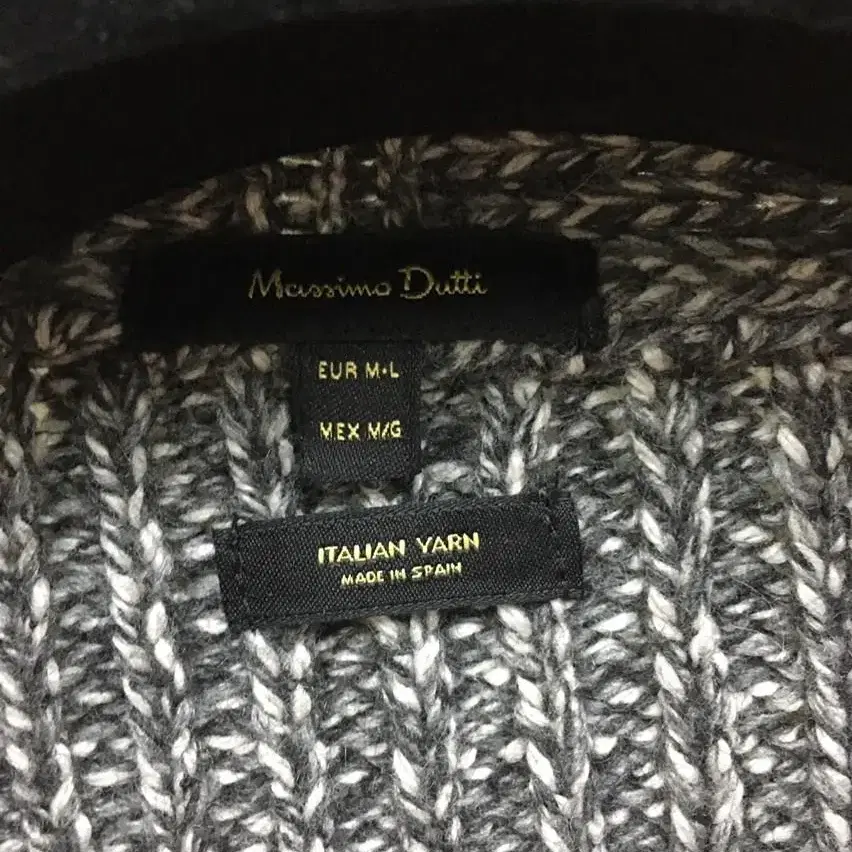 Massimo Dutti
EUR M·L
MEX M/G
ITALIAN YARN
MADE IN SPAIN